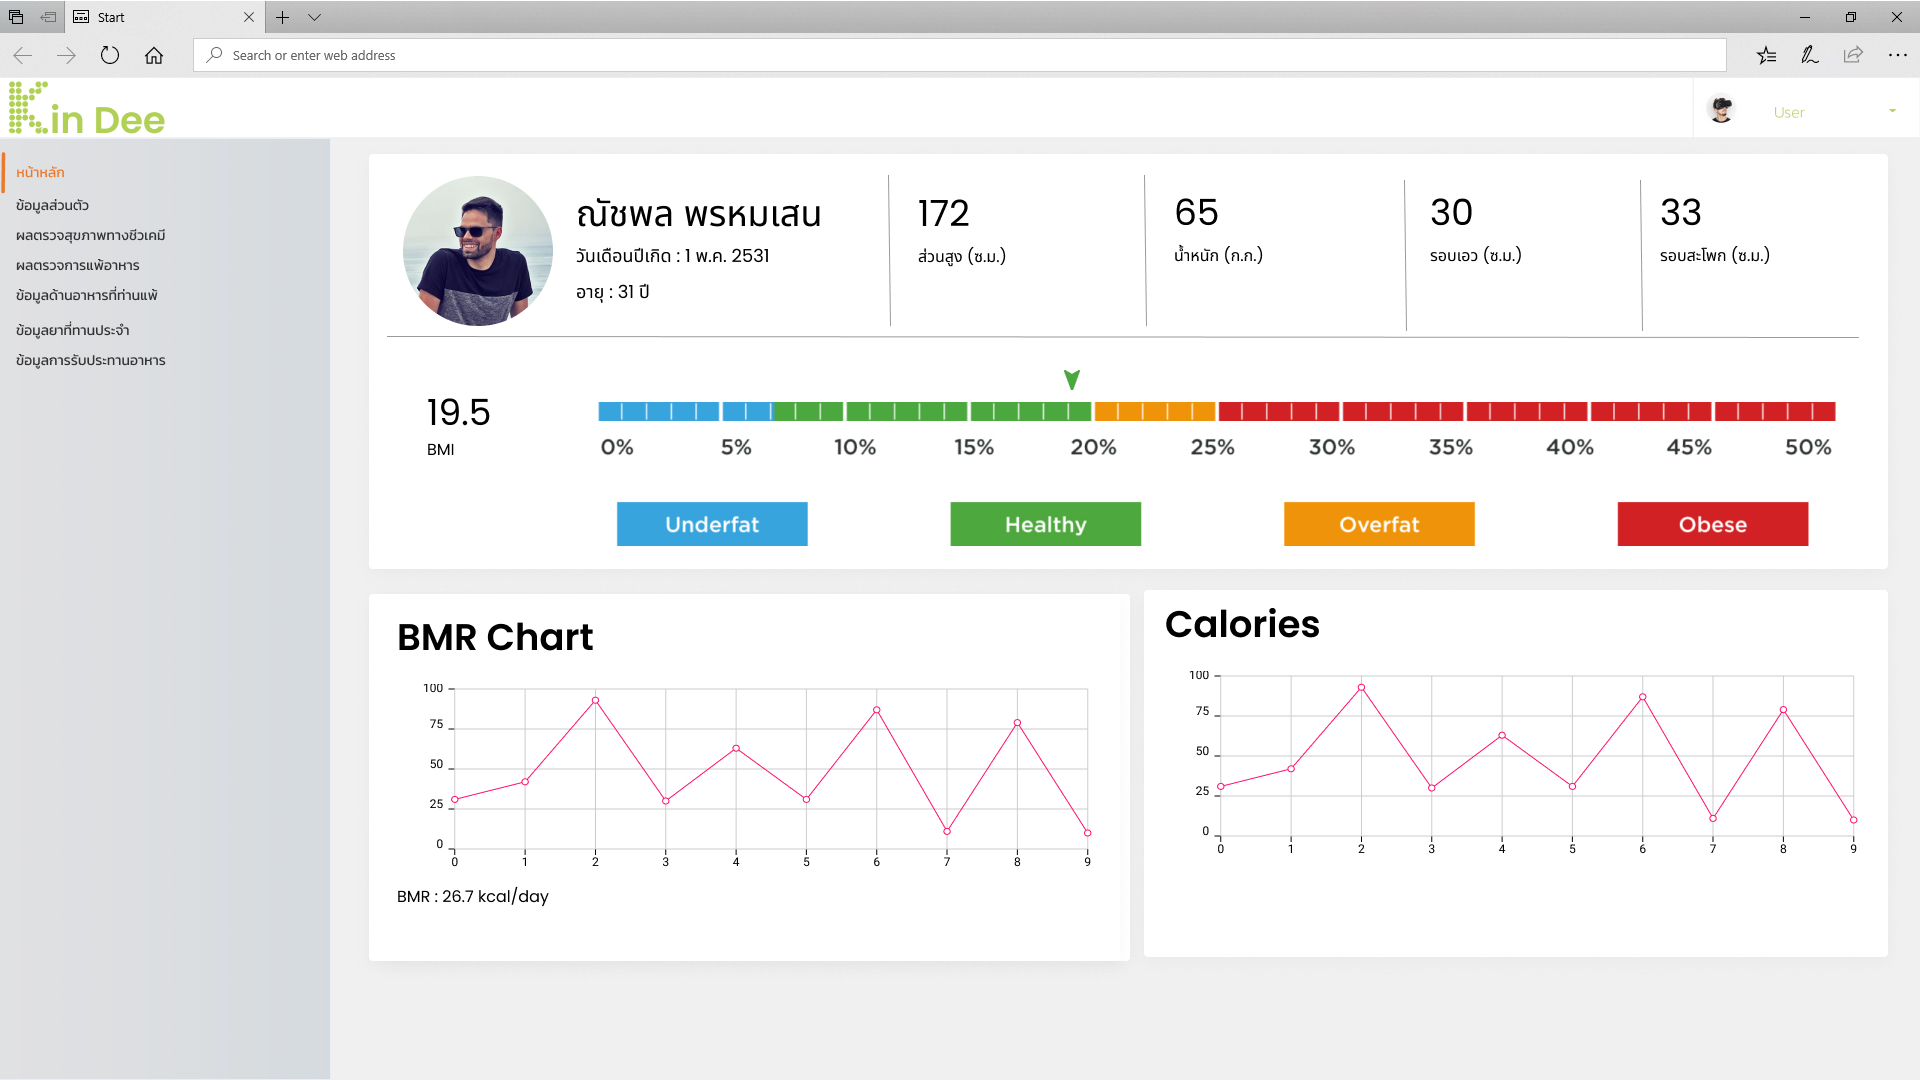 Start
Search or enter web address
Kin Dee
User
หน้าหลัก
ข้อมูลส่วนตัว
ผลตรวจสุขภาพทางชีวเคมี
ผลตรวจการแพ้อาหาร
ข้อมูลด้านอาหารที่ท่านแพ้
ข้อมูลยาที่ทานประจำ
ข้อมูลการรับประทานอาหาร
ณัชพล พรหมเสน
วันเดือนปีเกิด : 1 พ.ค. 2531
อายุ : 31 ปี
172
ส่วนสูง (ซ.ม.)
65
น้ำหนัก (ก.ก.)
30
รอบเอว (ซ.ม.)
33
รอบสะโพก (ซ.ม.)
19.5
BMI
0% 5% 10% 15% 20% 25% 30% 35% 40% 45% 50%
Underfat Healthy Overfat Obese
BMR Chart
100
75
50
25
0
0 1 2 3 4 5 6 7 8 9
BMR : 26.7 kcal/day
Calories
100
75
50
25
0
0 1 2 3 4 5 6 7 8 9